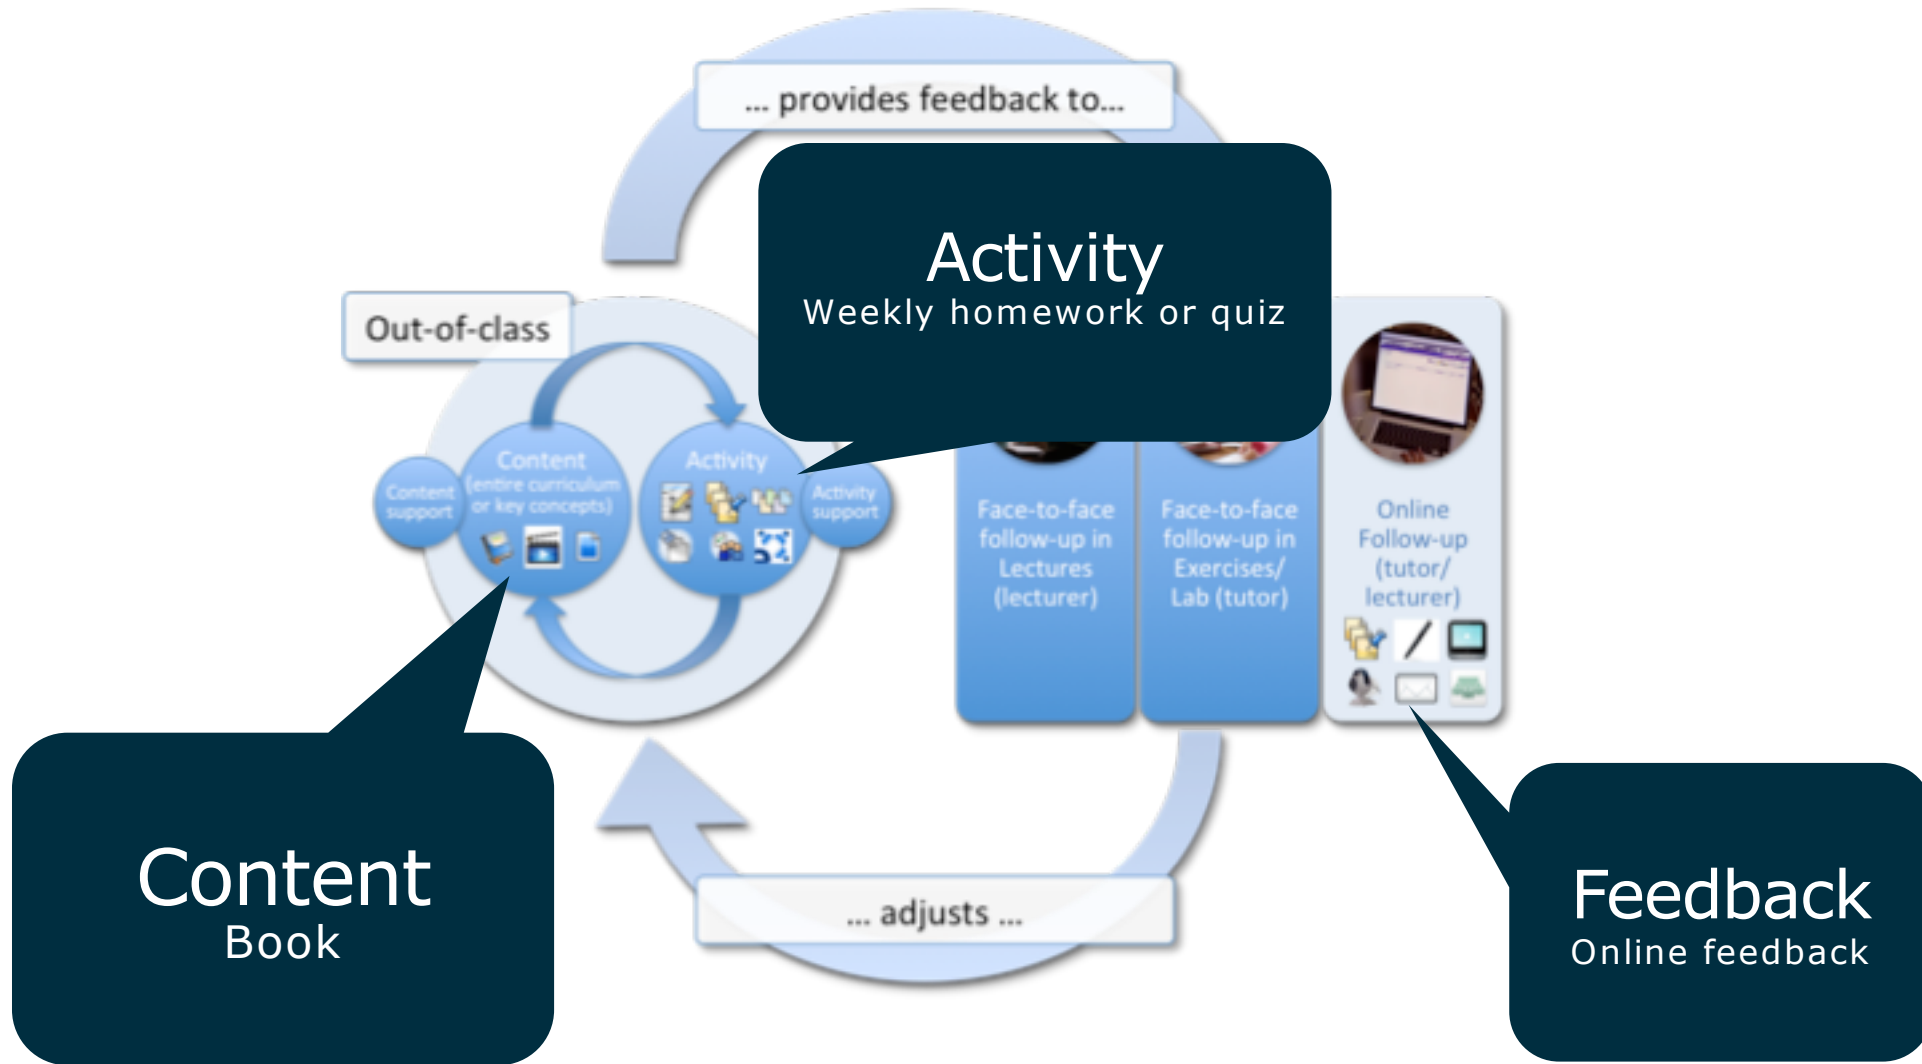 ... provides feedback to...
Activity
Weekly homework or quiz
Out-of-class
Content
(entire curriculum
or key concepts)
Content
support
Activity
Activity
support
Face-to-face
follow-up in
Lectures
(lecturer)
Face-to-face
follow-up in
Exercises/
Lab (tutor)
Online
Follow-up
(tutor/
lecturer)
Content
Book
... adjusts ...
Feedback
Online feedback